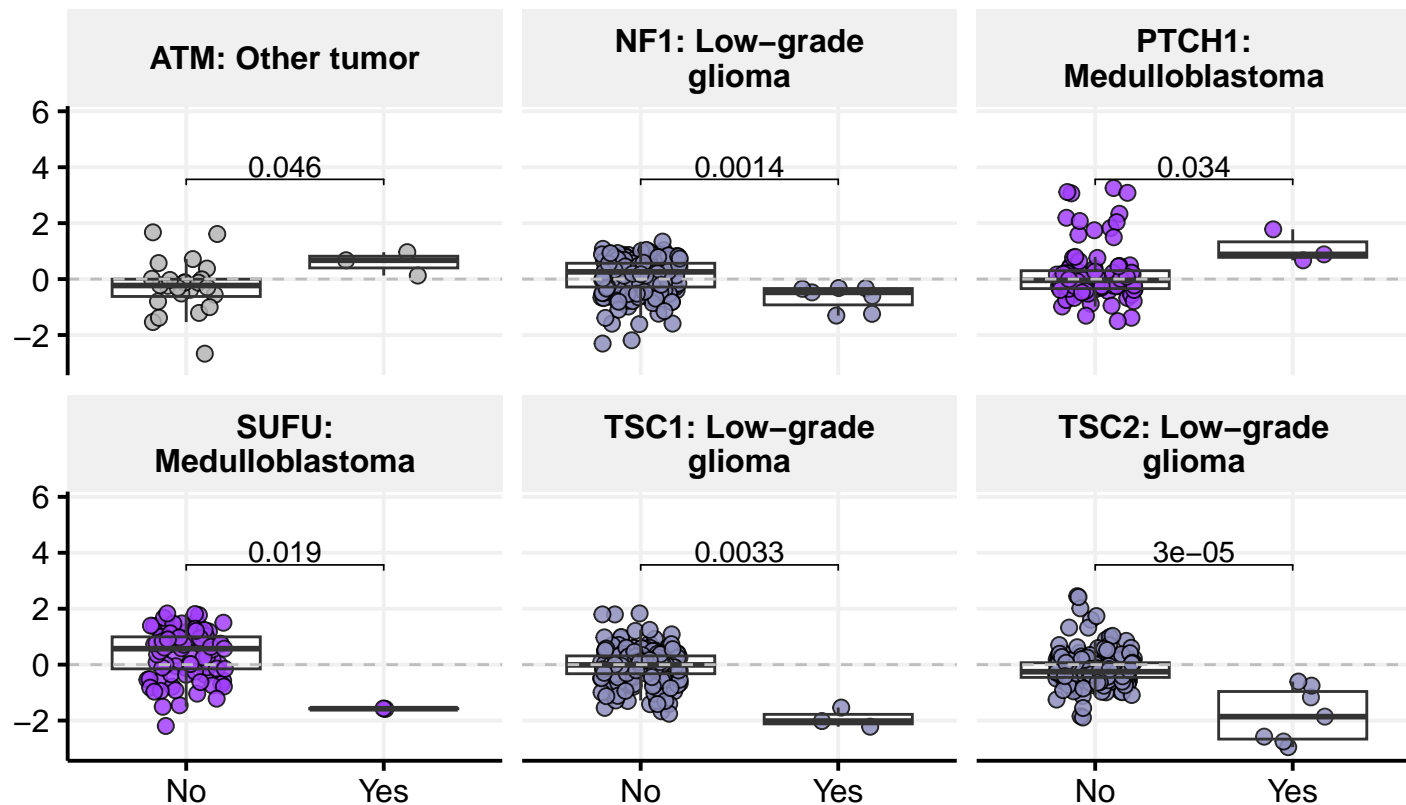 ATM: Other tumor
NF1: Low−grade
glioma
PTCH1:
Medulloblastoma
6
4
2
0
−2
0.046
0.0014
0.034
SUFU:
Medulloblastoma
TSC1: Low−grade
glioma
TSC2: Low−grade
glioma
6
4
2
0
−2
0.019
0.0033
3e−05
No
Yes
No
Yes
No
Yes